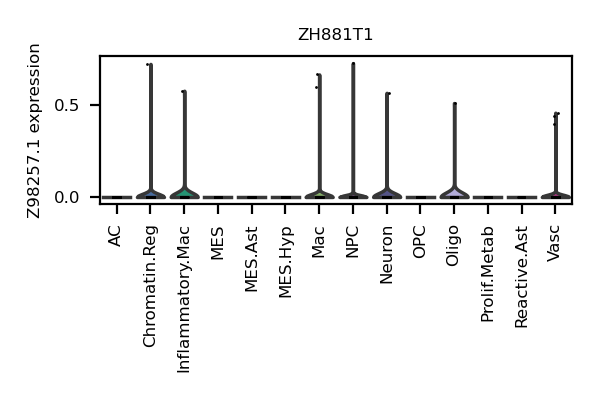 ZH881T1
Z98257.1 expression
0.5
0.0
AC
Chromatin.Reg
Inflammatory.Mac
MES
MES.Ast
MES.Hyp
Mac
NPC
Neuron
OPC
Oligo
Prolif.Metab
Reactive.Ast
Vasc